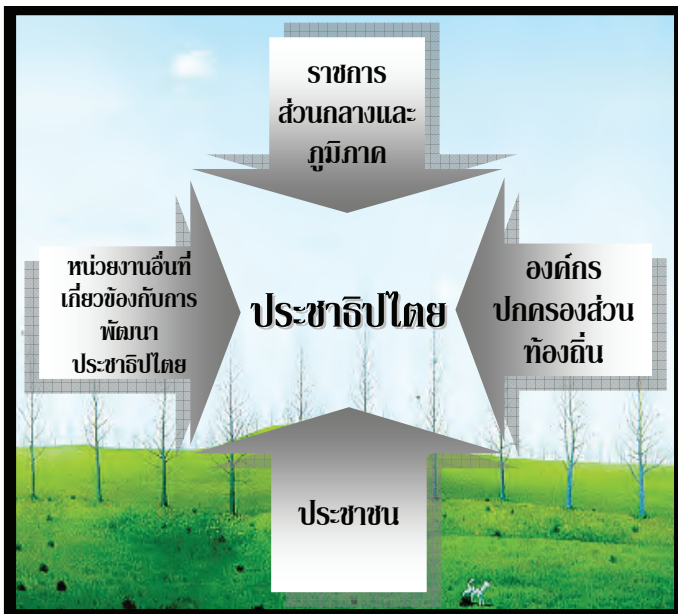 ราชการ
ส่วนกลางและ
ภูมิภาค
หน่วยงานอื่นที่
เกี่ยวข้องกับการ
พัฒนา
ประชาธิปไตย
ประชาธิปไตย
องค์กร
ปกครองส่วน
ท้องถิ่น
ประชาชน